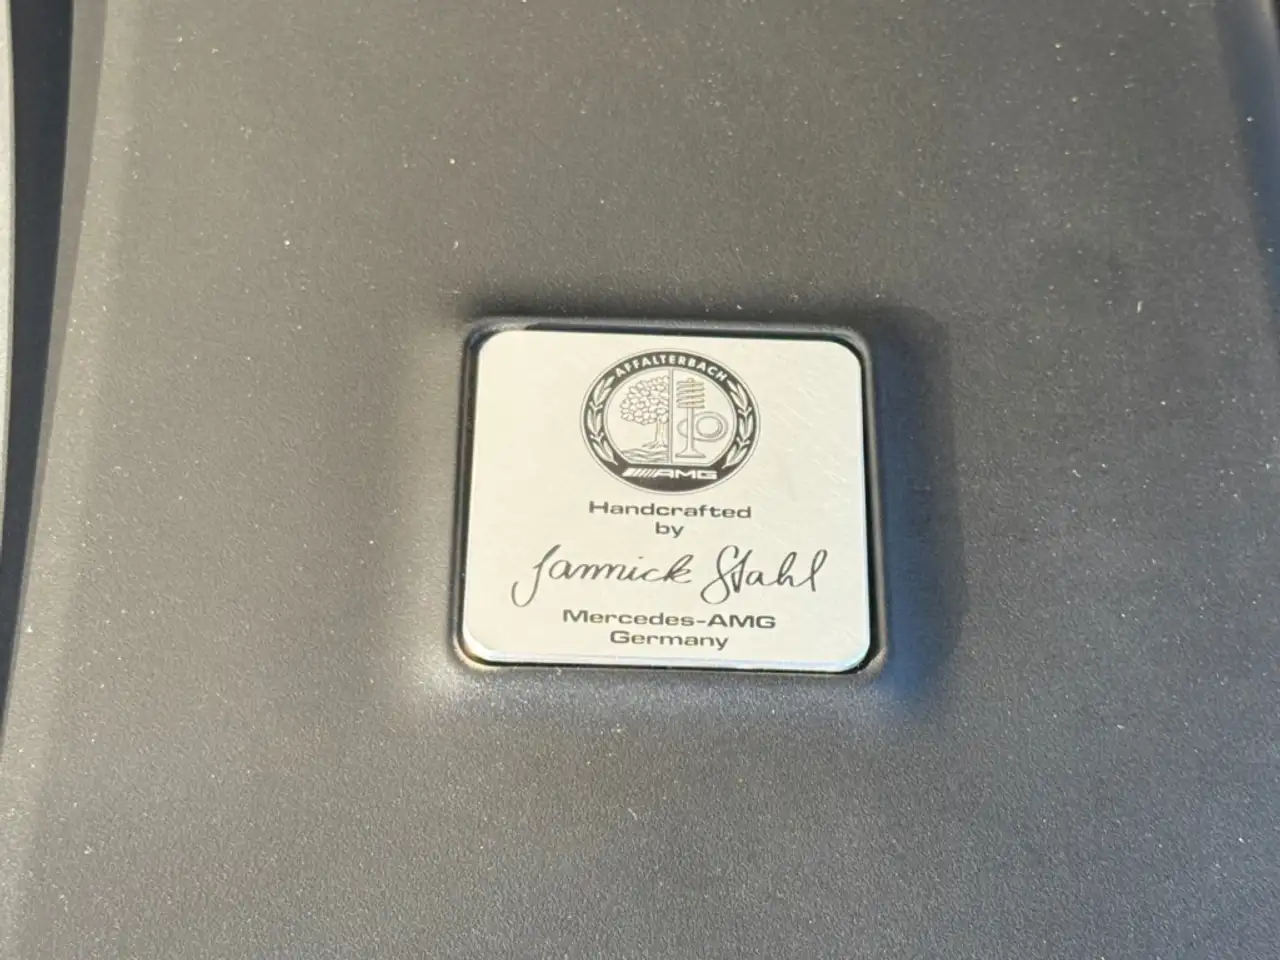 AFFALTERBACH
AMG
Handcrafted
by
Jannick Stahl
Mercedes-AMG
Germany